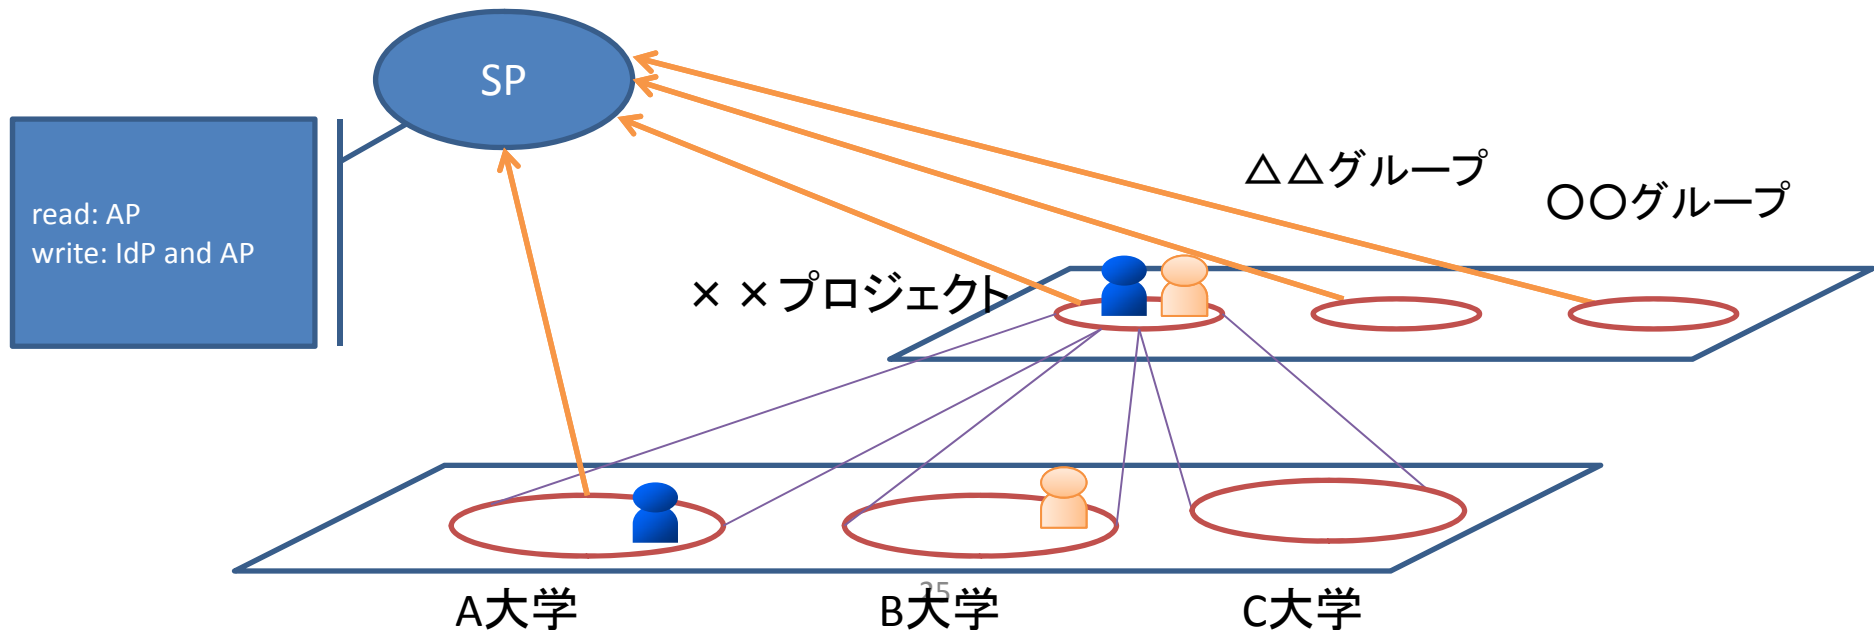 SP
read: AP
write: IdP and AP
△△グループ
〇〇グループ
××プロジェクト
A大学
B大学
C大学
25